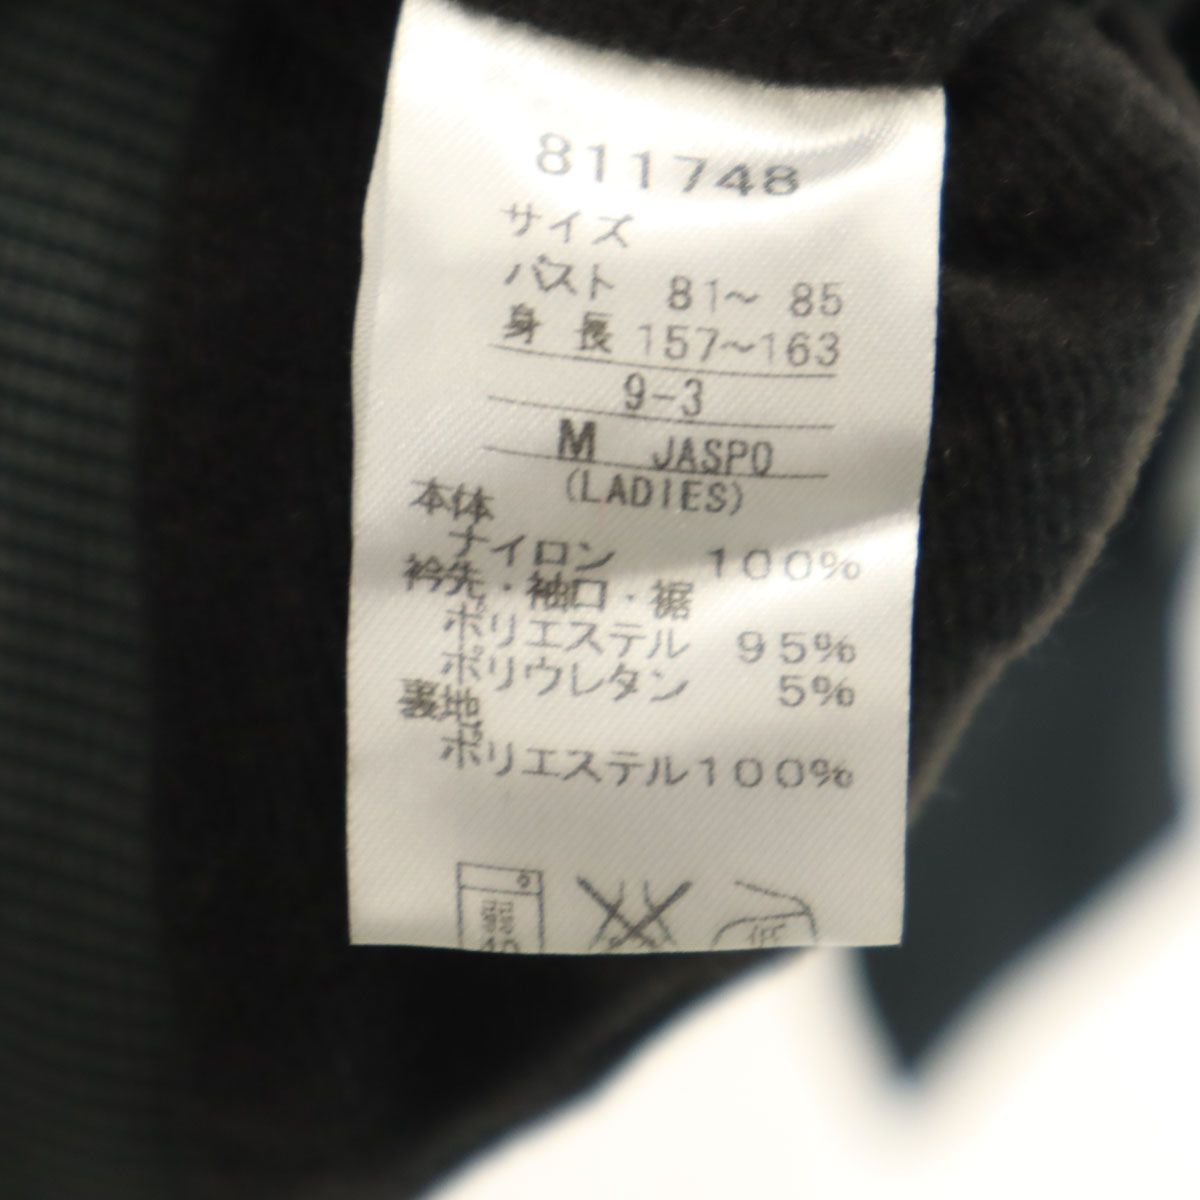 811748
サイズ
バスト 81～ 85
身 長 157～163
9-3
M JASPO
(LADIES)
本体
ナイロン 100%
衿先・袖口・裾
ポリエステル 95%
ポリウレタン 5%
裏地
ポリエステル100%
低